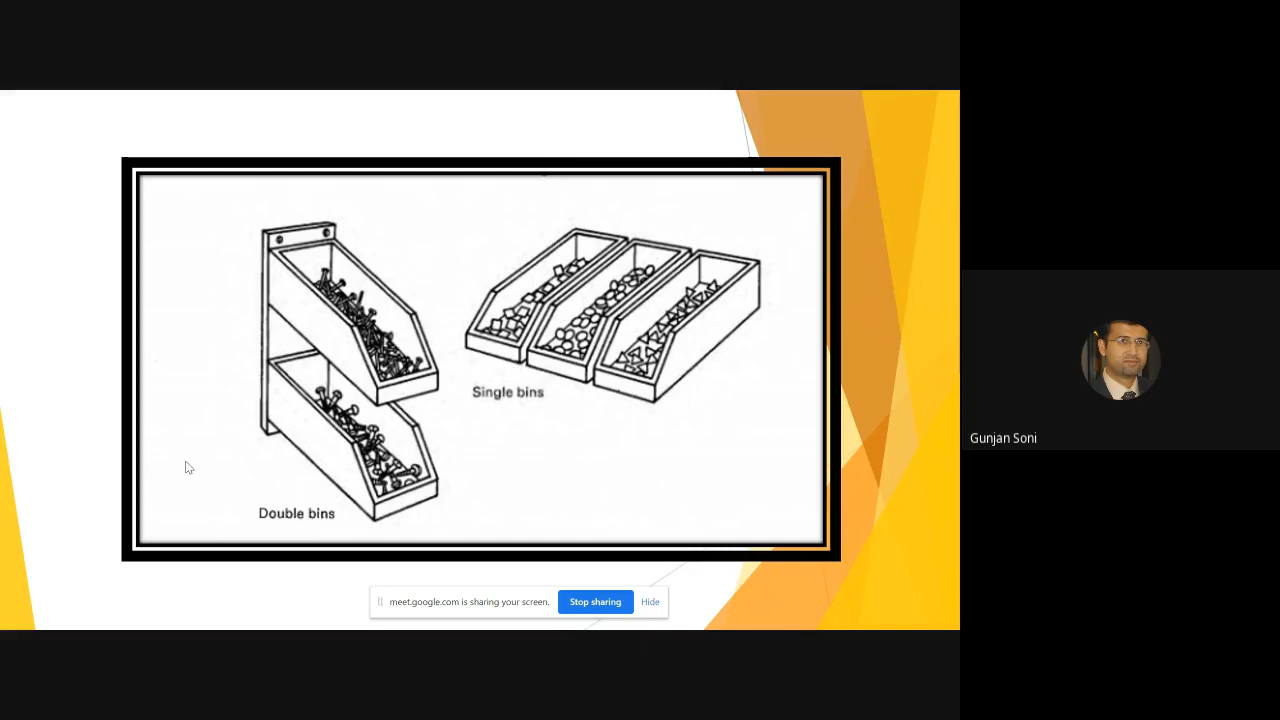 Single bins
Double bins
Gunjan Soni
meet.google.com is sharing your screen.
Stop sharing
Hide